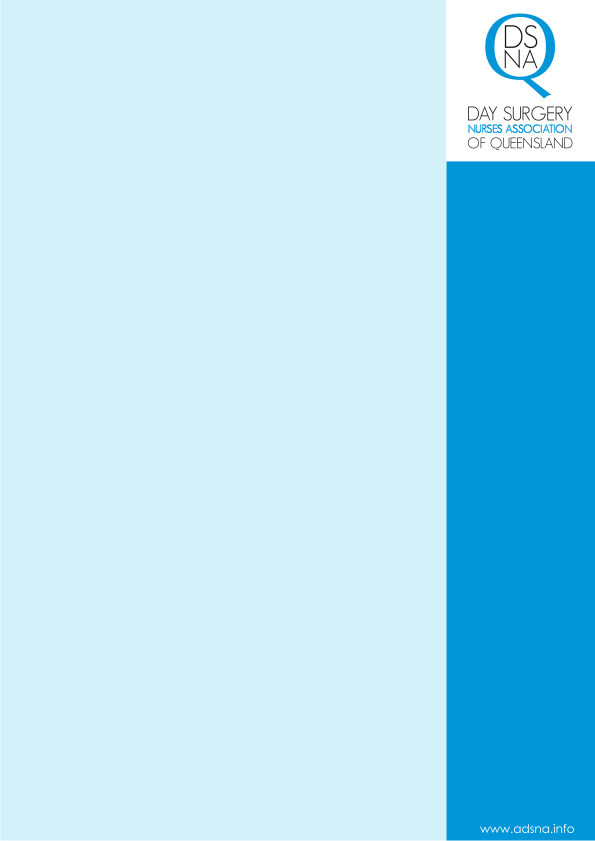 DS
NA
Q
DAY SURGERY
NURSES ASSOCIATION
OF QUEENSLAND
www.adsna.info